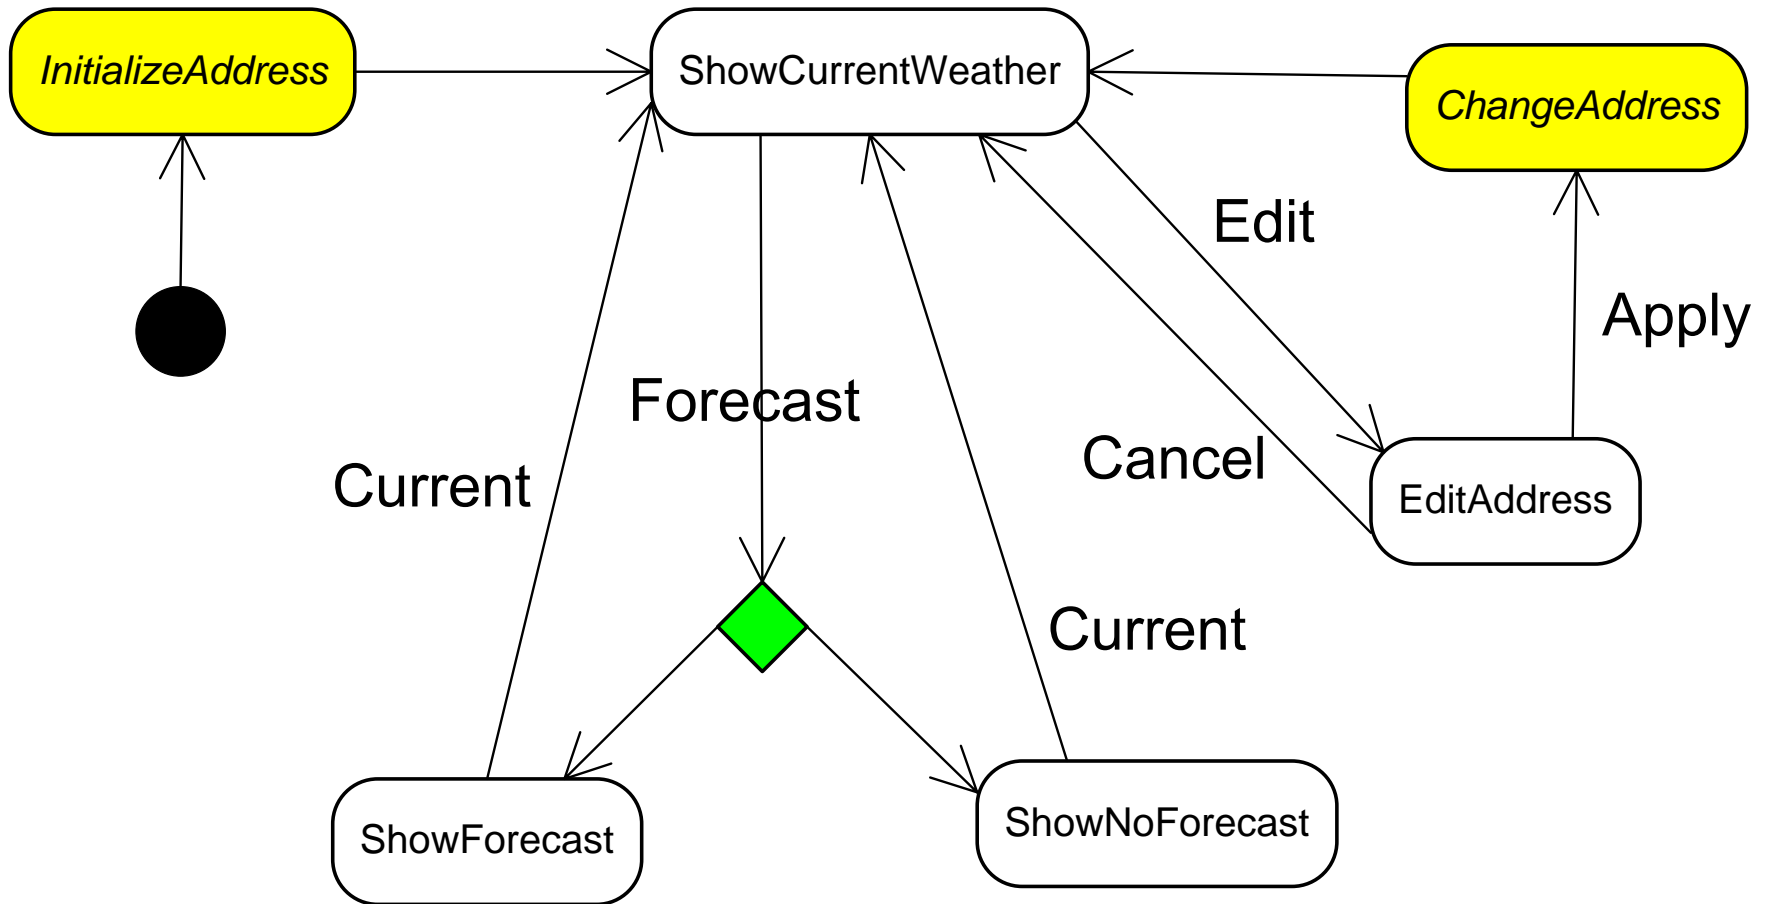 InitializeAddress
ShowCurrentWeather
ChangeAddress
Edit
Apply
Forecast
Cancel
Current
EditAddress
Current
ShowForecast
ShowNoForecast